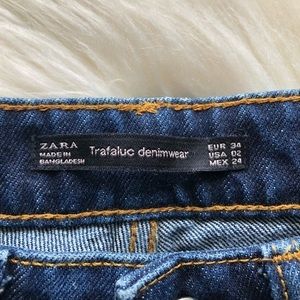 ZARA
MADE IN
BANGLADESH
Trafaluc denimwear
EUR 34
USA 02
MEX 24